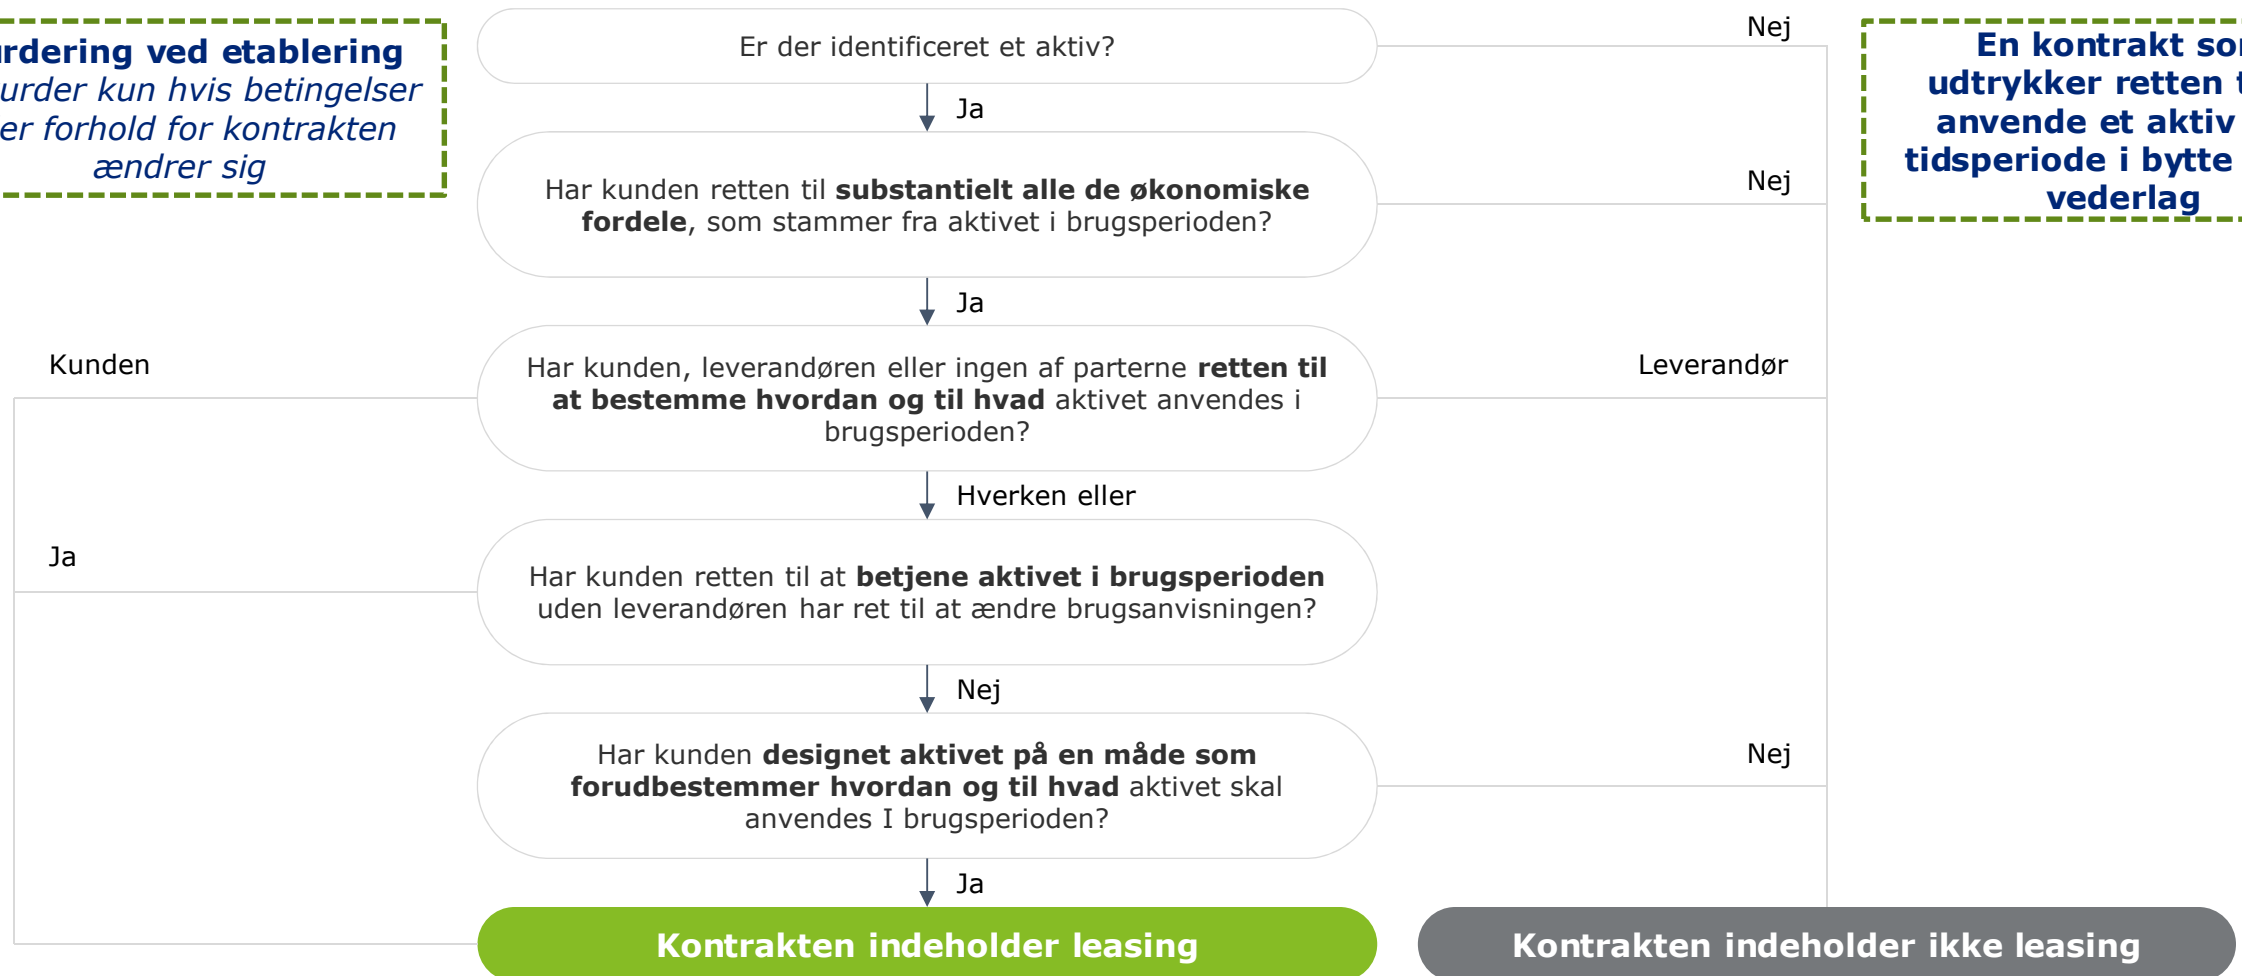 Er der identificeret et aktiv?
Nej
Ja
rdering ved etablering
urder kun hvis betingelser
er forhold for kontrakten
ændrer sig
En kontrakt
udtrykker retten
anvende et aktiv
tidsperiode i bytte
vederlag
Har kunden retten til substantielt alle de økonomiske
fordele, som stammer fra aktivet i brugsperioden?
Nej
Ja
Har kunden, leverandøren eller ingen af parterne retten til
at bestemme hvordan og til hvad aktivet anvendes i
brugsperioden?
Kunden
Leverandør
Hverken eller
Har kunden retten til at betjene aktivet i brugsperioden
uden leverandøren har ret til at ændre brugsanvisningen?
Ja
Nej
Har kunden designet aktivet på en måde som
forudbestemmer hvordan og til hvad aktivet skal
anvendes I brugsperioden?
Nej
Ja
Kontrakten indeholder leasing
Kontrakten indeholder ikke leasing